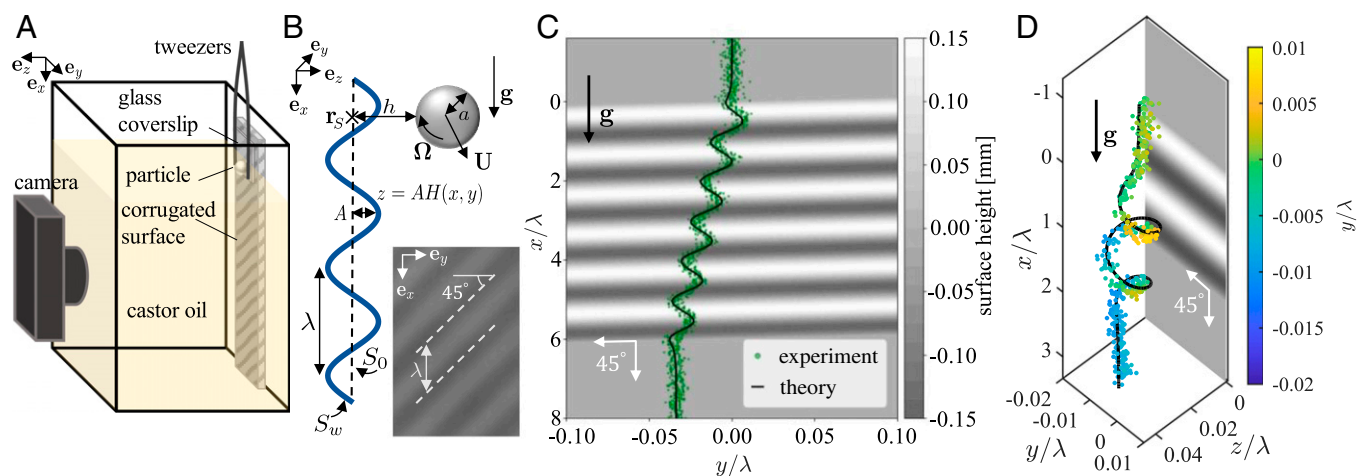 A
tweezers
e_z
e_y
e_x
glass
coverslip
particle
camera
corrugated
surface
castor oil
B
e_y
e_z
e_x
r_S
h
a
g
Ω
U
z = AH(x, y)
A
λ
S_0
S_w
e_y
e_x
45°
λ
C
g
x/λ
0
2
4
6
8
45°
experiment
theory
-0.10
-0.05
0.00
0.05
0.10
y/λ
0.15
0.10
0.05
0.00
-0.05
-0.10
-0.15
surface height [mm]
D
g
x/λ
-1
0
1
2
3
45°
-0.02
-0.01
0
0.01
y/λ
0.04
0.02
0
z/λ
0.01
0.005
0
-0.005
-0.01
-0.015
-0.02
y/λ